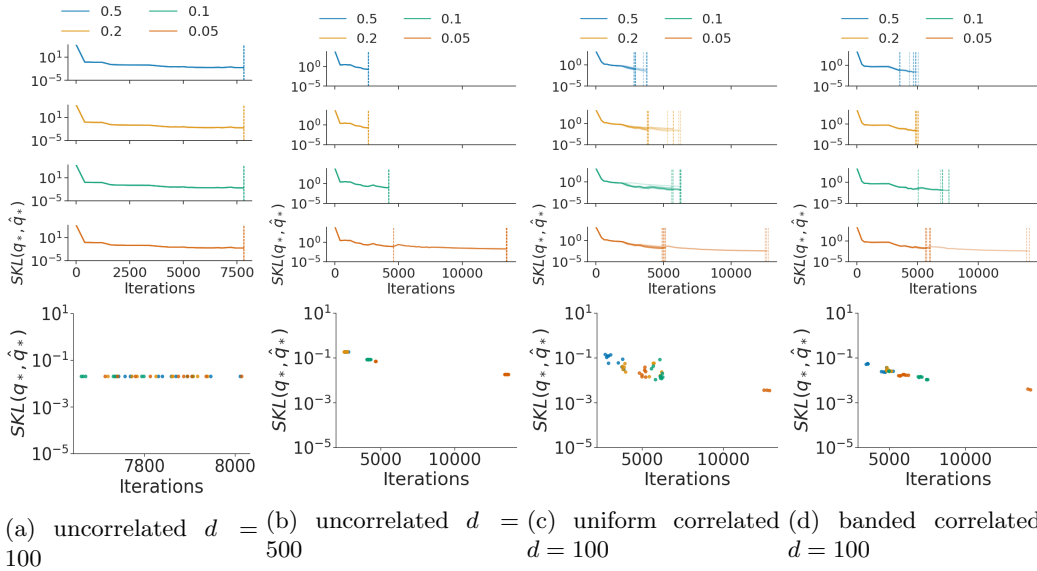 0.5 0.1
0.2 0.05
10^1
10^-5
10^1
10^-5
10^1
10^-5
10^1
10^-5
SKL(q_*, q̂_*)
0 2500 5000 7500
Iterations
10^1
10^-1
10^-3
10^-5
SKL(q_*, q̂_*)
7800 8000
Iterations
(a) uncorrelated d =
100
0.5 0.1
0.2 0.05
10^0
10^-5
10^0
10^-5
10^0
10^-5
10^0
10^-5
SKL(q_*, q̂_*)
0 5000 10000
Iterations
10^1
10^-1
10^-3
10^-5
SKL(q_*, q̂_*)
5000 10000
Iterations
(b) uncorrelated d =
500
0.5 0.1
0.2 0.05
10^0
10^-5
10^0
10^-5
10^0
10^-5
10^0
10^-5
SKL(q_*, q̂_*)
0 5000 10000
Iterations
10^1
10^-1
10^-3
10^-5
SKL(q_*, q̂_*)
5000 10000
Iterations
(c) uniform correlated
d = 100
0.5 0.1
0.2 0.05
10^0
10^-5
10^0
10^-5
10^0
10^-5
10^0
10^-5
SKL(q_*, q̂_*)
0 5000 10000
Iterations
10^1
10^-1
10^-3
10^-5
SKL(q_*, q̂_*)
5000 10000
Iterations
(d) banded correlated
d = 100